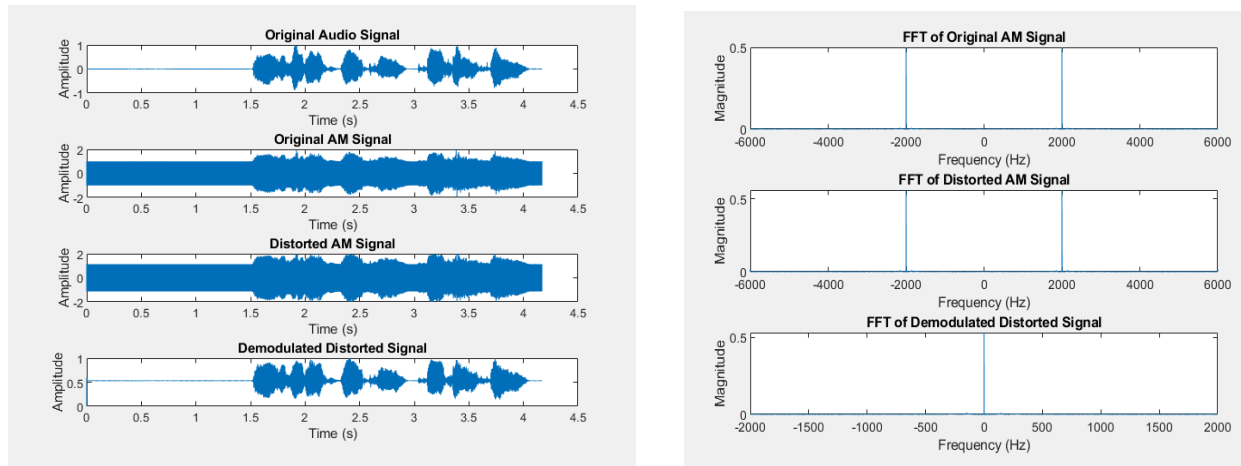 Original Audio Signal
1
0
-1
Amplitude
0 0.5 1 1.5 2 2.5 3 3.5 4 4.5
Time (s)
Original AM Signal
2
0
-2
Amplitude
0 0.5 1 1.5 2 2.5 3 3.5 4 4.5
Time (s)
Distorted AM Signal
2
0
-2
Amplitude
0 0.5 1 1.5 2 2.5 3 3.5 4 4.5
Time (s)
Demodulated Distorted Signal
1
0.5
0
Amplitude
0 0.5 1 1.5 2 2.5 3 3.5 4 4.5
Time (s)
FFT of Original AM Signal
0.5
0
Magnitude
-6000 -4000 -2000 0 2000 4000 6000
Frequency (Hz)
FFT of Distorted AM Signal
0.5
0
Magnitude
-6000 -4000 -2000 0 2000 4000 6000
Frequency (Hz)
FFT of Demodulated Distorted Signal
0.5
0
Magnitude
-2000 -1500 -1000 -500 0 500 1000 1500 2000
Frequency (Hz)